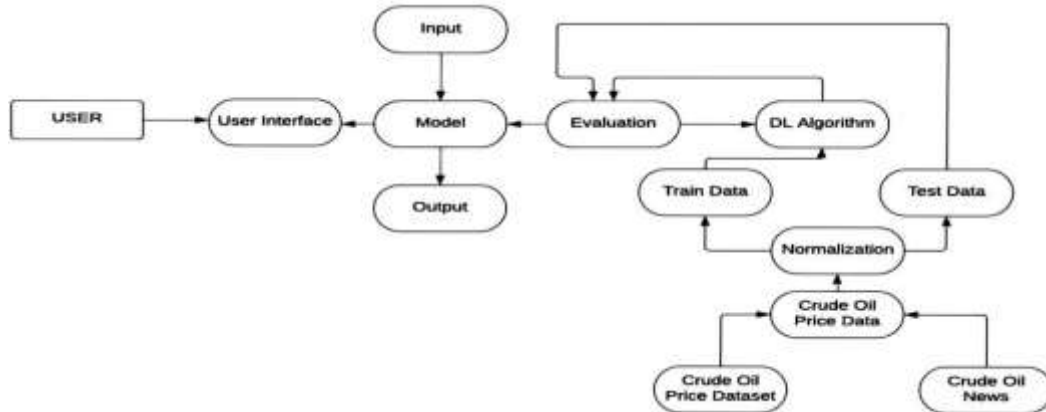 Input
USER
User Interface
Model
Evaluation
DL Algorithm
Output
Train Data
Test Data
Normalization
Crude Oil
Price Data
Crude Oil
Price Dataset
Crude Oil
News